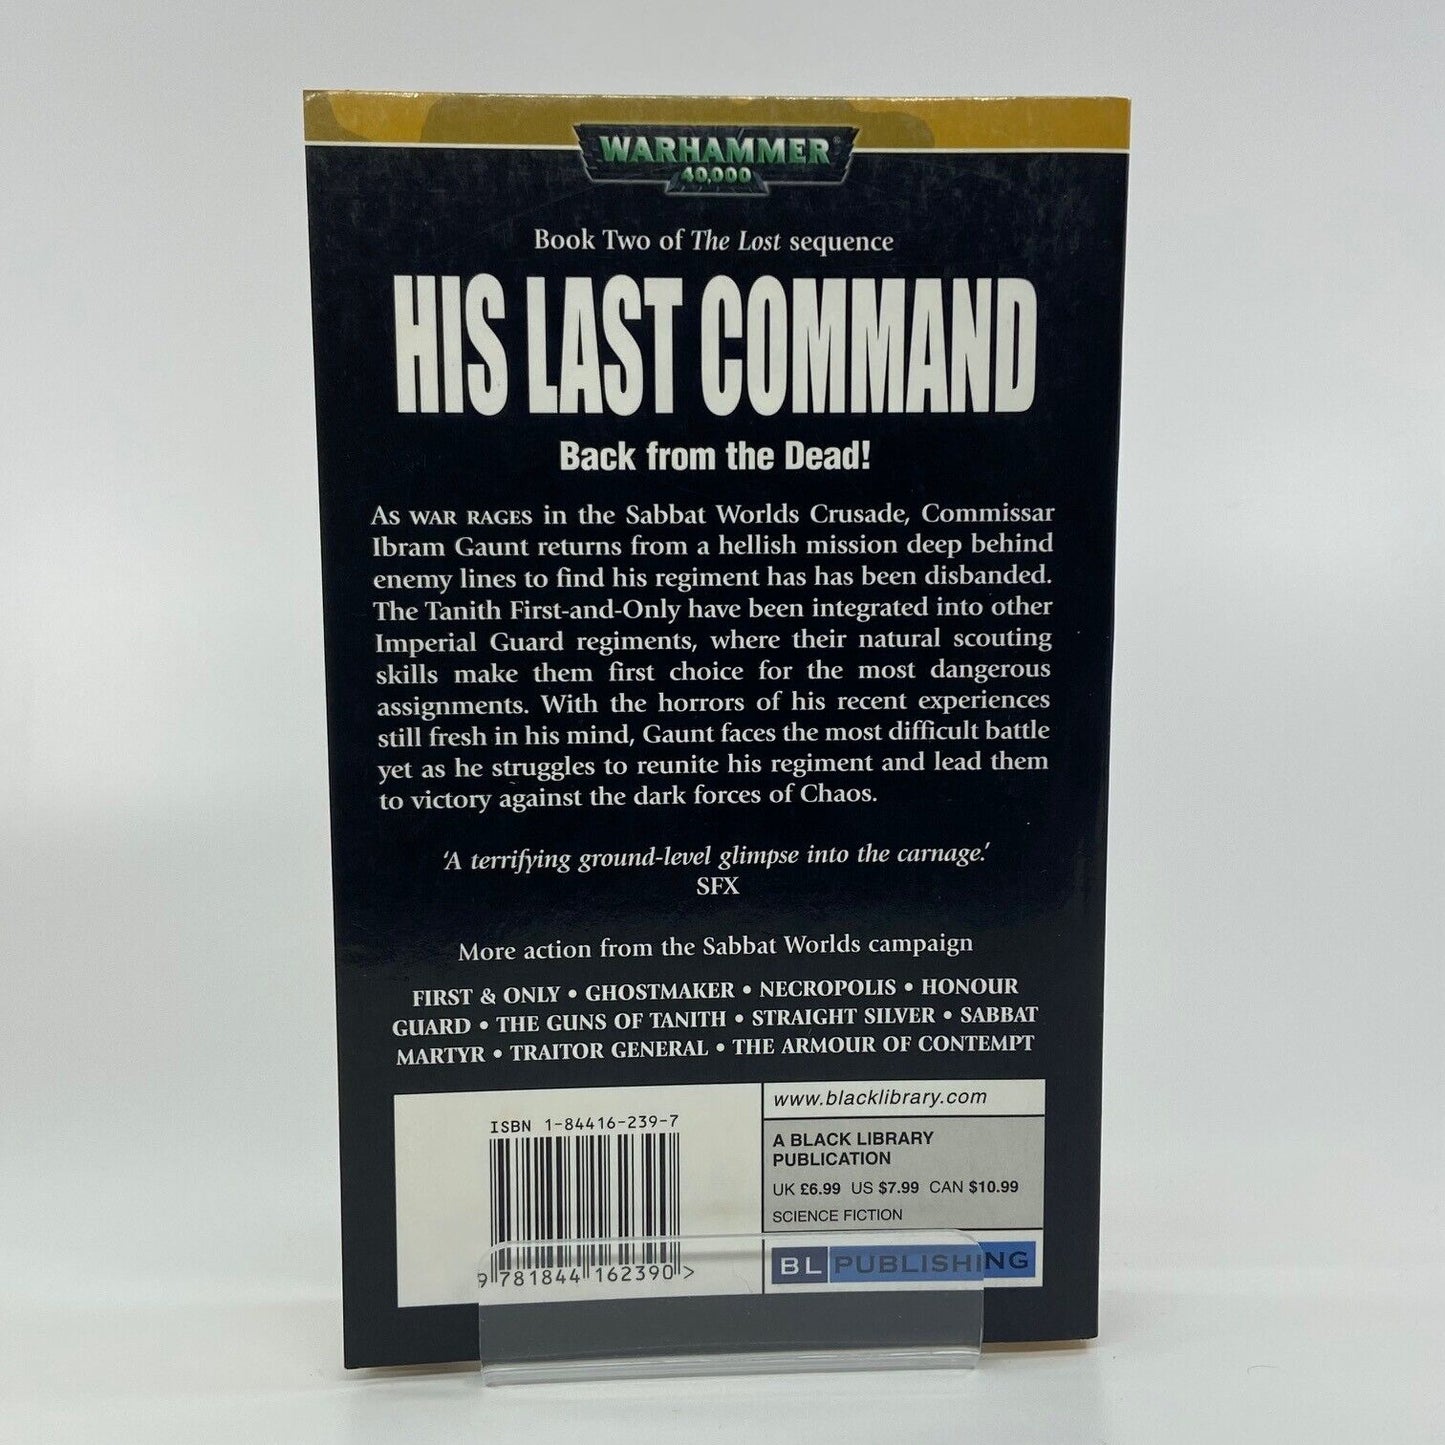 WARHAMMER
40,000
Book Two of The Lost sequence
HIS LAST COMMAND
Back from the Dead!
AS WAR RAGES in the Sabbat Worlds Crusade, Commissar
Ibram Gaunt returns from a hellish mission deep behind
enemy lines to find his regiment has has been disbanded.
The Tanith First-and-Only have been integrated into other
Imperial Guard regiments, where their natural scouting
skills make them first choice for the most dangerous
assignments. With the horrors of his recent experiences
still fresh in his mind, Gaunt faces the most difficult battle
yet as he struggles to reunite his regiment and lead them
to victory against the dark forces of Chaos.
‘A terrifying ground-level glimpse into the carnage.’
SFX
More action from the Sabbat Worlds campaign
FIRST & ONLY • GHOSTMAKER • NECROPOLIS • HONOUR
GUARD • THE GUNS OF TANITH • STRAIGHT SILVER • SABBAT
MARTYR • TRAITOR GENERAL • THE ARMOUR OF CONTEMPT
ISBN 1-84416-239-7
9 781844 162390 >
www.blacklibrary.com
A BLACK LIBRARY
PUBLICATION
UK £6.99 US $7.99 CAN $10.99
SCIENCE FICTION
BL PUBLISHING